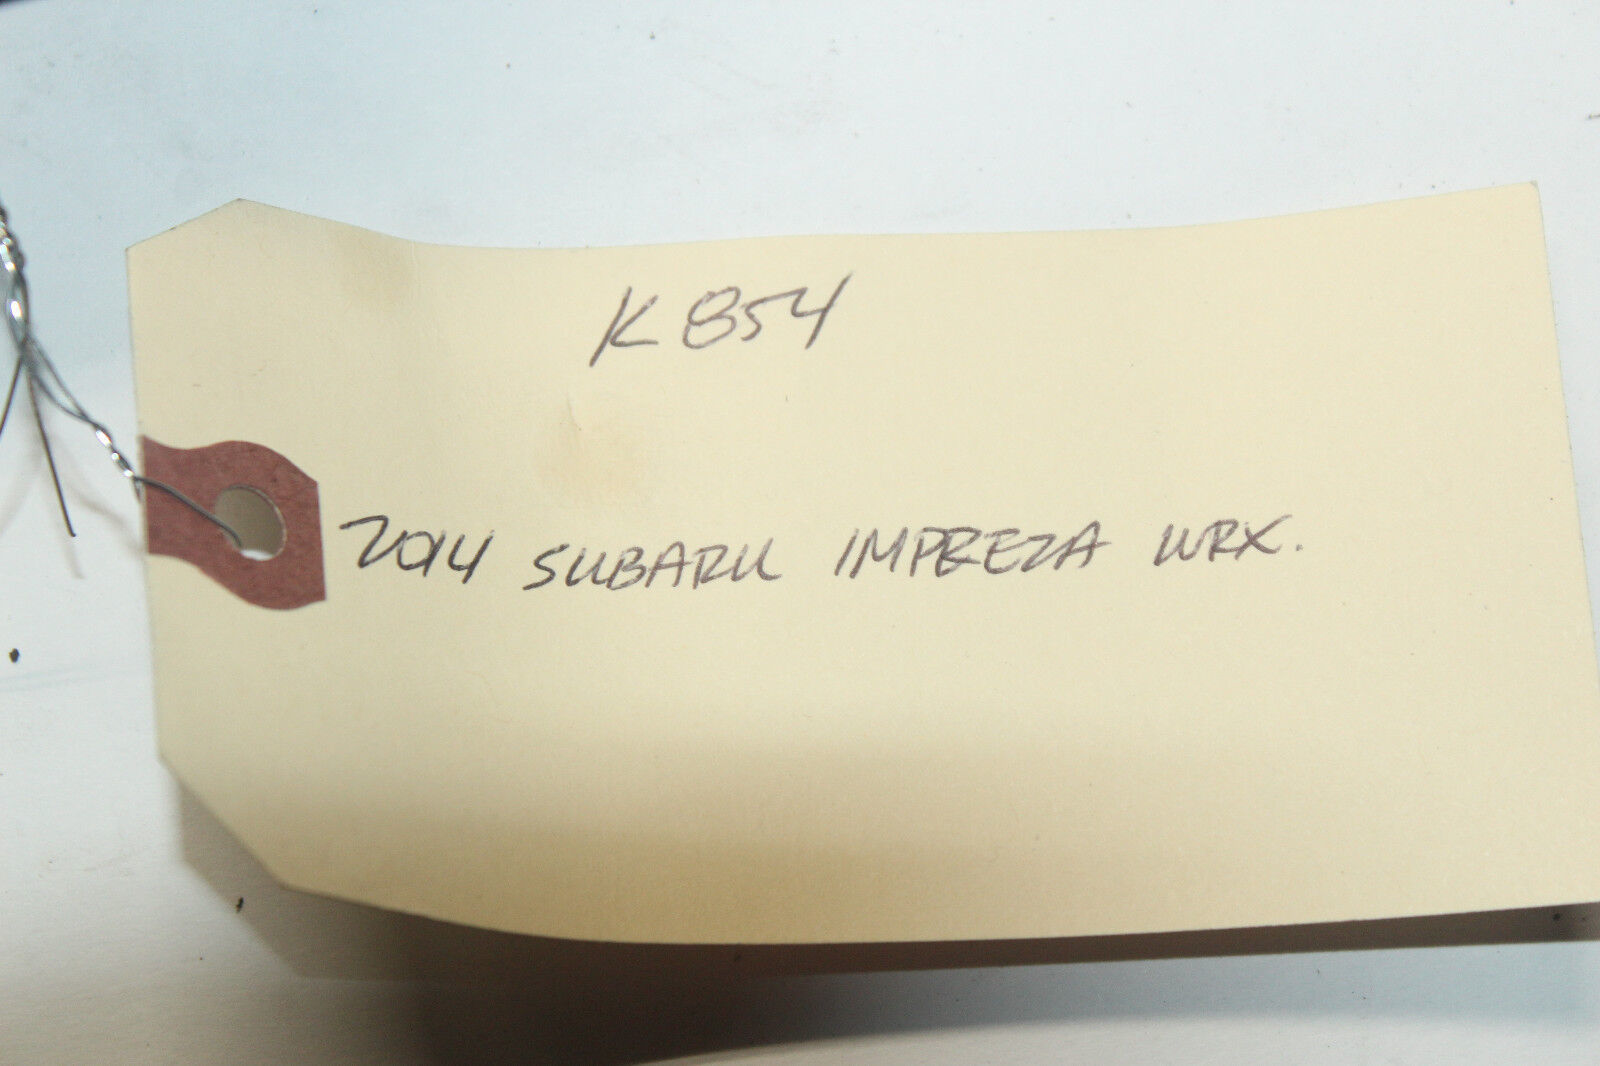 K854
2014 SUBARU IMPREZA WRX.